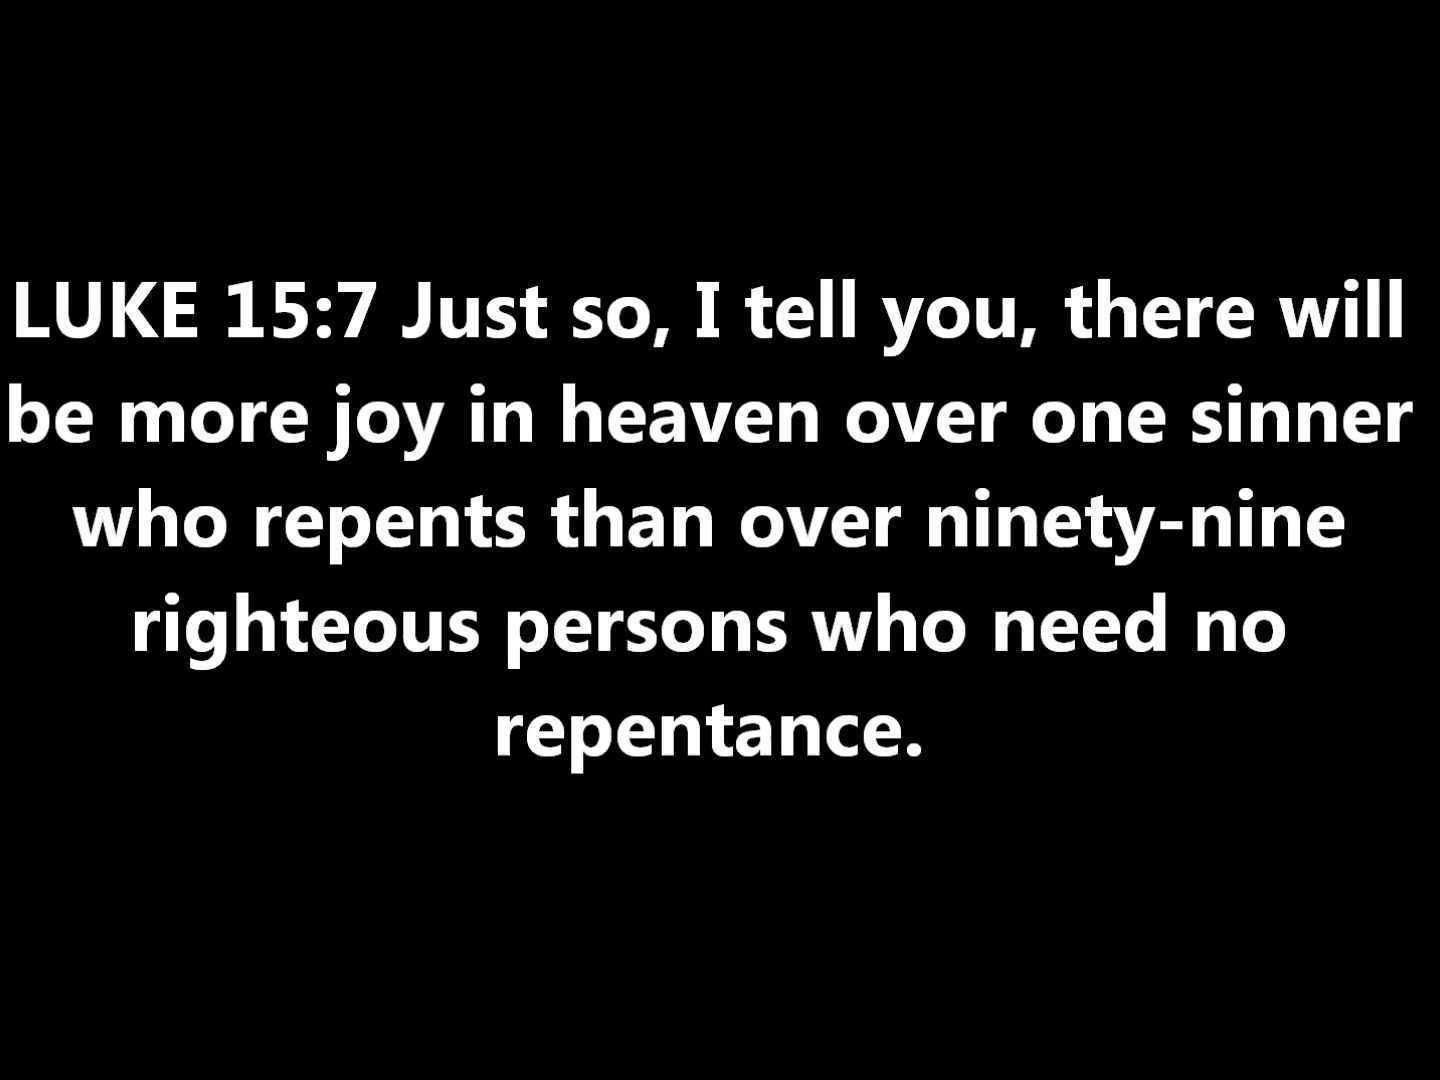 LUKE 15:7 Just so, I tell you, there will
be more joy in heaven over one sinner
who repents than over ninety-nine
righteous persons who need no
repentance.